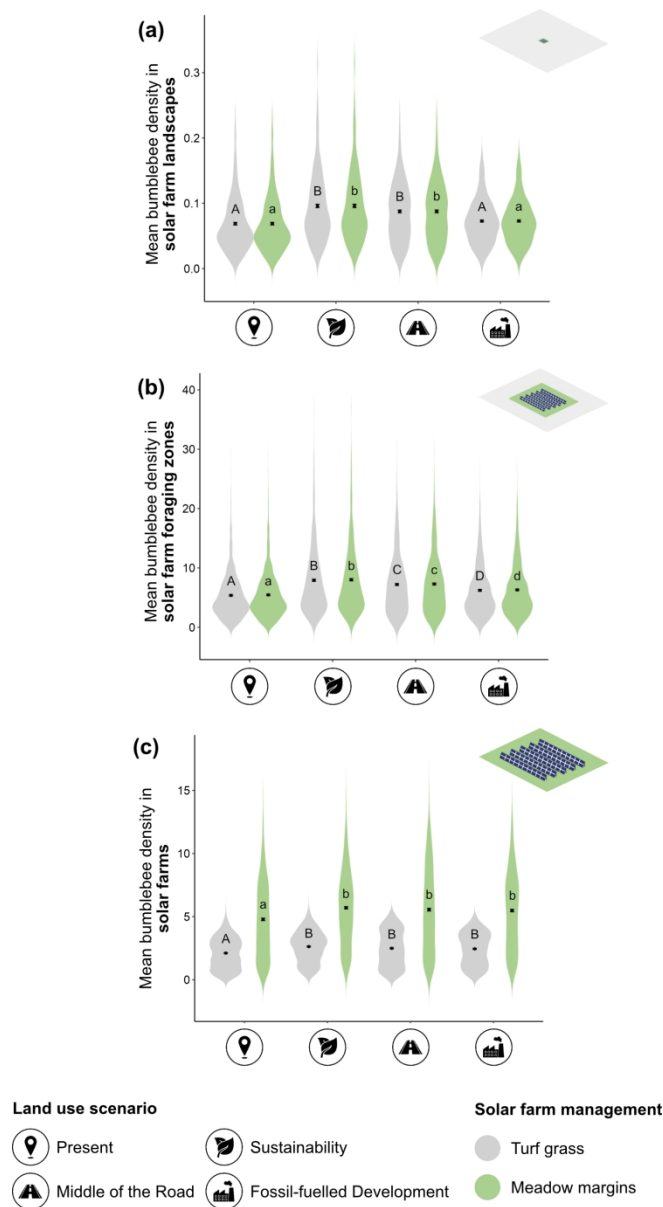 (a)
Mean bumblebee density in
solar farm landscapes
0.3
0.2
0.1
0.0
A a B b B b A a
(b)
Mean bumblebee density in
solar farm foraging zones
40
30
20
10
0
A a B b C c D d
(c)
Mean bumblebee density in
solar farms
15
10
5
0
A a B b B b B b
Land use scenario
Present
Sustainability
Middle of the Road
Fossil-fuelled Development
Solar farm management
Turf grass
Meadow margins